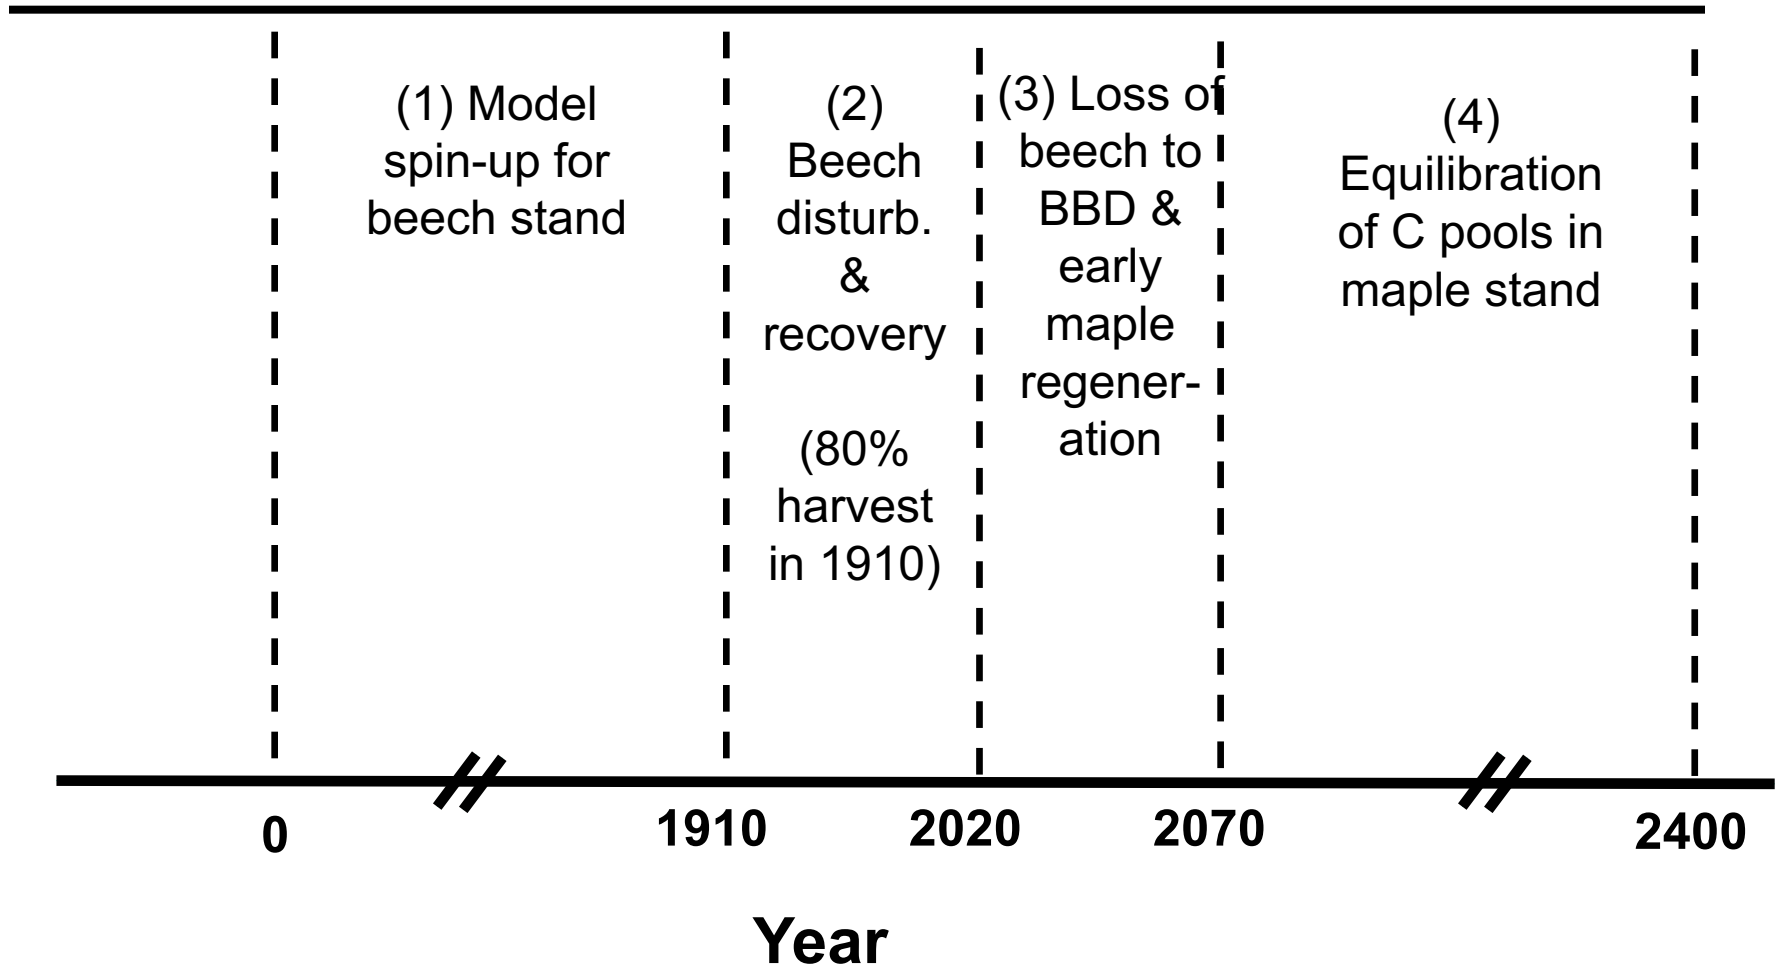 (1) Model
spin-up for
beech stand
(2)
Beech
disturb.
&
recovery
(80%
harvest
in 1910)
(3) Loss of
beech to
BBD &
early
maple
regener-
ation
(4)
Equilibration
of C pools in
maple stand
0
1910
2020
2070
2400
Year